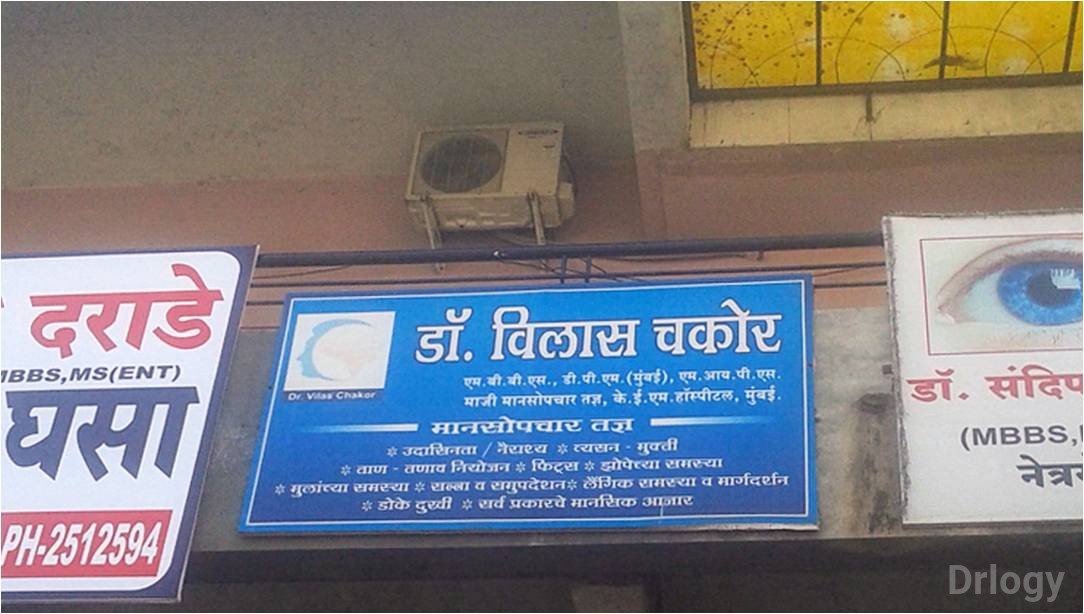 दराडे
MBBS,MS(ENT)
घसा
PH-2512594
Dr. Vilas Chakor
डॉ. विलास चकोर
एम.बी.बी.एस., डी.पी.एम.(मुंबई), एम.आय.पी.एस.
माजी मानसोपचार तज्ञ, के.ई.एम.हॉस्पीटल, मुंबई.
मानसोपचार तज्ञ
* उदासिनता / नैराश्य * व्यसन - मुक्ती
* ताण - तणाव नियोजन * फिट्स * झोपेच्या समस्या
* मुलांच्या समस्या * सल्ला व समुपदेशन * लैंगिक समस्या व मार्गदर्शन
* डोके दुखी * सर्व प्रकारचे मानसिक आजार
डॉ. संदिप
(MBBS,
Drlogy